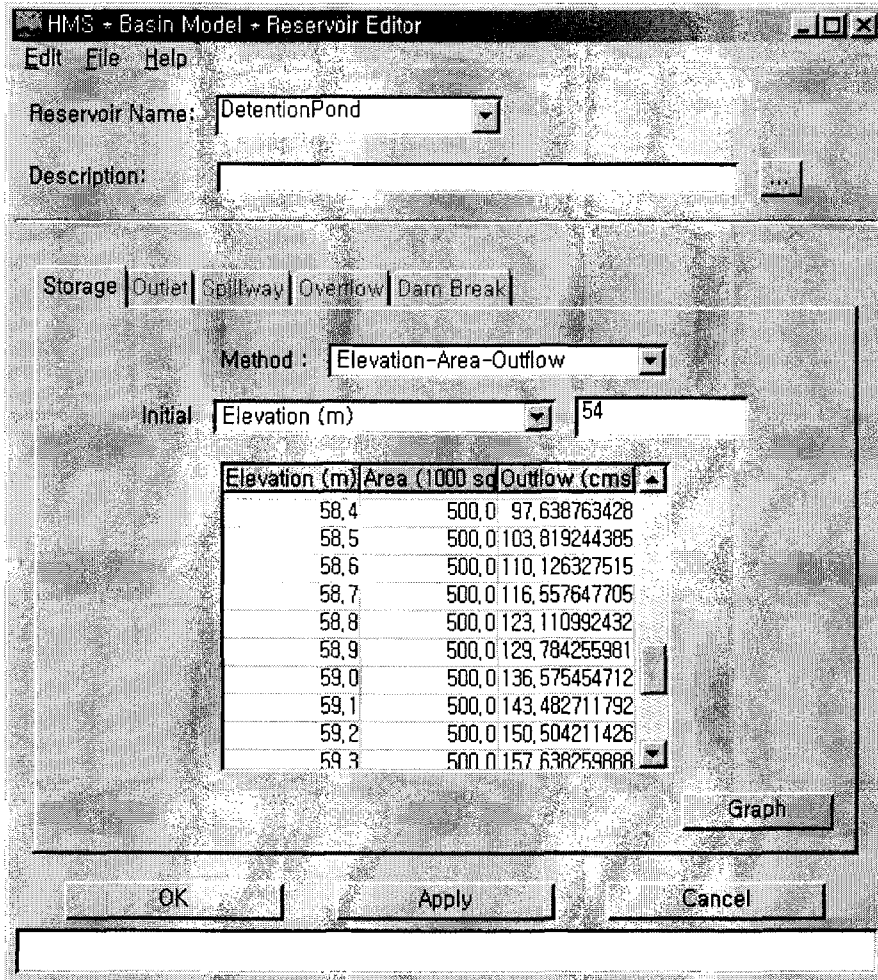 HMS * Basin Model * Reservoir Editor
Edit File Help
Reservoir Name: DetentionPond
Description: ...
Storage Outlet Spillway Overflow Dam Break
Method : Elevation-Area-Outflow
Initial Elevation (m) 54
Elevation (m) Area (1000 sq Outflow (cms
58,4 500,0 97,638763428
58,5 500,0 103,819244385
58,6 500,0 110,126327515
58,7 500,0 116,557647705
58,8 500,0 123,110992432
58,9 500,0 129,784255981
59,0 500,0 136,575454712
59,1 500,0 143,482711792
59,2 500,0 150,504211426
59,3 500,0 157,638259888
Graph
OK Apply Cancel